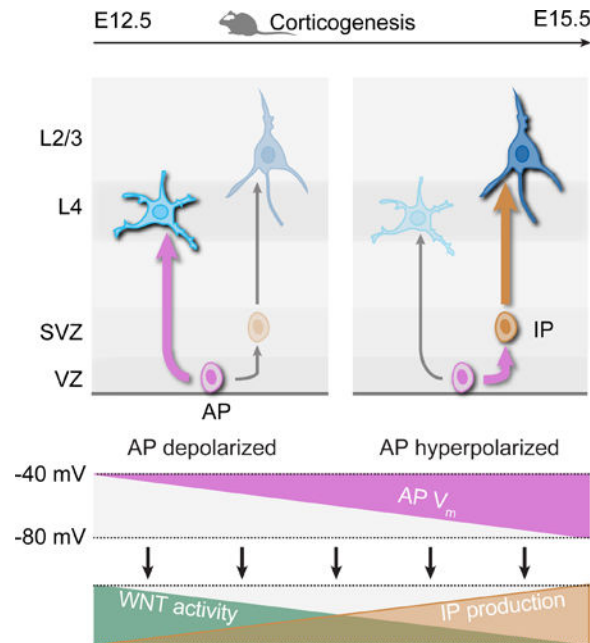 E12.5 Corticogenesis E15.5
L2/3
L4
SVZ
IP
VZ
AP
AP depolarized AP hyperpolarized
-40 mV
AP Vm
-80 mV
WNT activity IP production